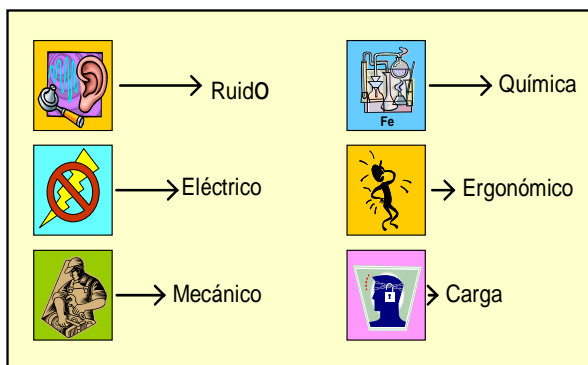 RuidO
Química
Fe
Eléctrico
Ergonómico
Mecánico
Carga